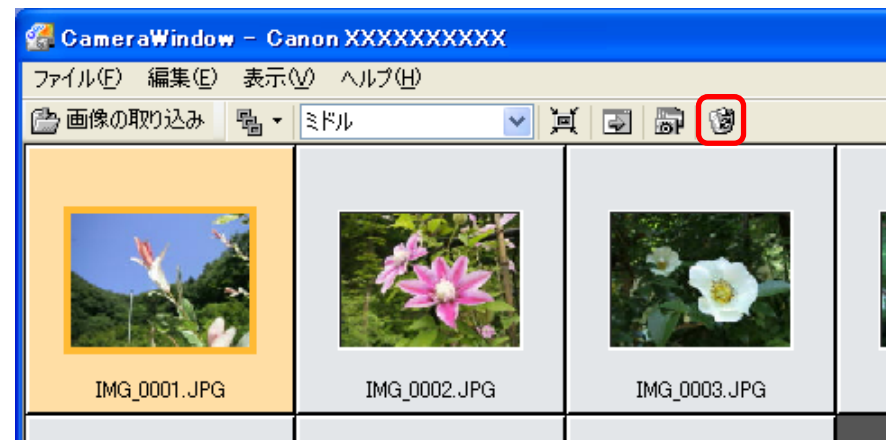 CameraWindow - Canon XXXXXXXXXX
ファイル(F) 編集(E) 表示(V) ヘルプ(H)
画像の取り込み ミドル
IMG_0001.JPG IMG_0002.JPG IMG_0003.JPG